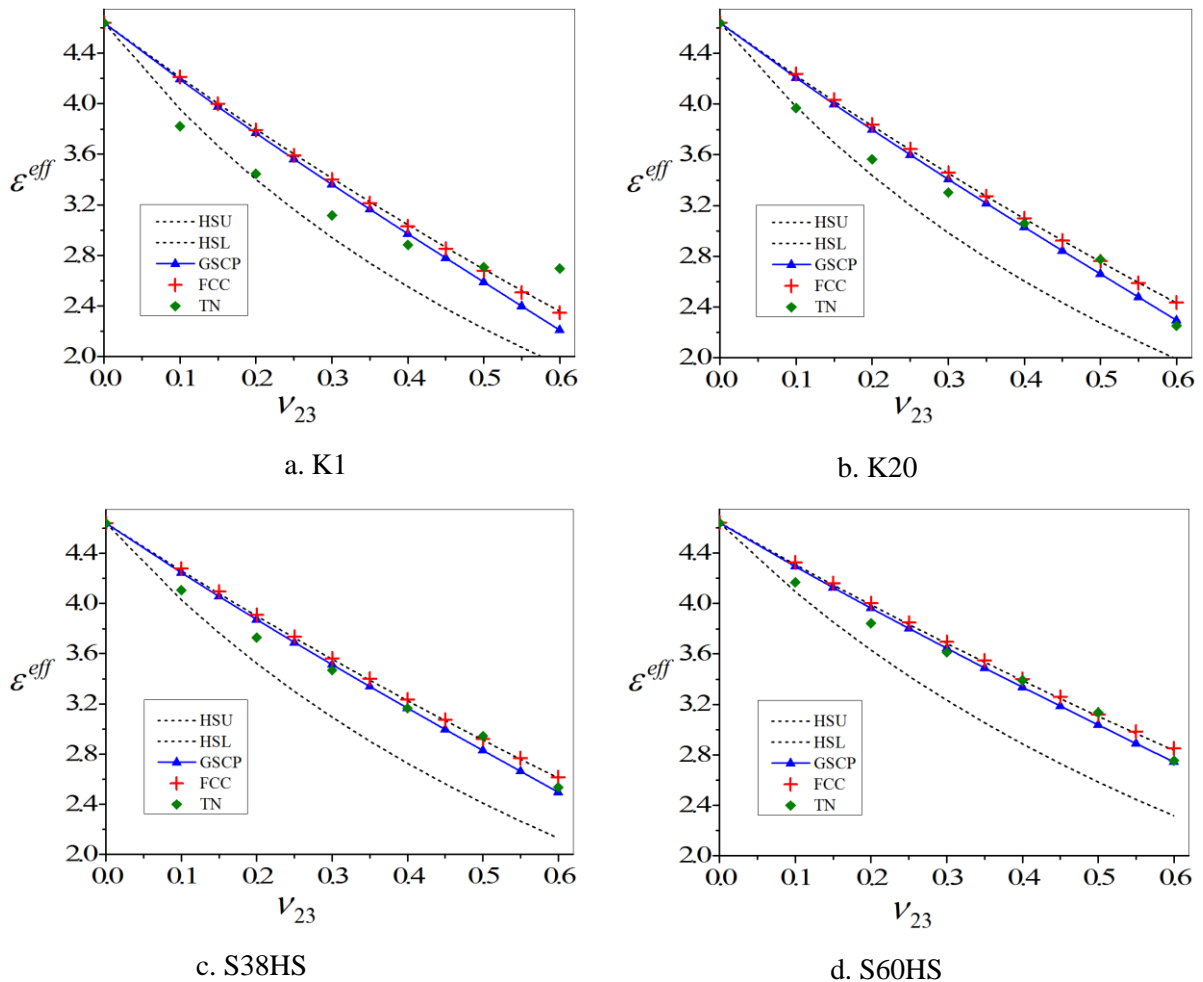 4.4
4.0
3.6
3.2
2.8
2.4
2.0
ε^eff
HSU
HSL
GSCP
FCC
TN
0.0 0.1 0.2 0.3 0.4 0.5 0.6
ν₂₃
a. K1
4.4
4.0
3.6
3.2
2.8
2.4
2.0
ε^eff
HSU
HSL
GSCP
FCC
TN
0.0 0.1 0.2 0.3 0.4 0.5 0.6
ν₂₃
b. K20
4.4
4.0
3.6
3.2
2.8
2.4
2.0
ε^eff
HSU
HSL
GSCP
FCC
TN
0.0 0.1 0.2 0.3 0.4 0.5 0.6
ν₂₃
c. S38HS
4.4
4.0
3.6
3.2
2.8
2.4
2.0
ε^eff
HSU
HSL
GSCP
FCC
TN
0.0 0.1 0.2 0.3 0.4 0.5 0.6
ν₂₃
d. S60HS